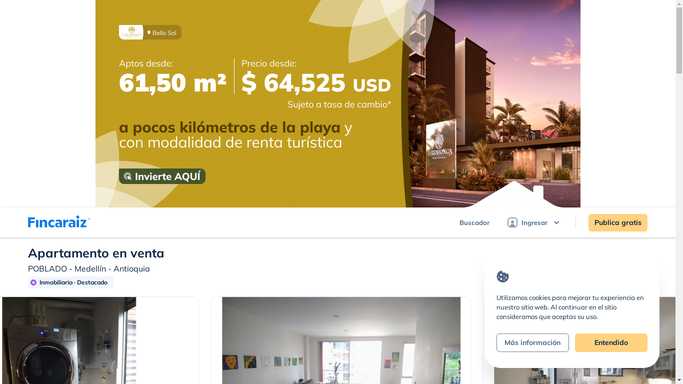 Bello Sol
Aptos desde:
61,50 m²
Precio desde:
$ 64,525 USD
Sujeto a tasa de cambio*
a pocos kilómetros de la playa y
con modalidad de renta turística
Invierte AQUÍ
Fincaraiz
Buscador
Ingresar
Publica gratis
Apartamento en venta
POBLADO - Medellín - Antioquia
Inmobiliaria · Destacado
Utilizamos cookies para mejorar tu experiencia en
nuestro sitio web. Al continuar en el sitio
consideramos que aceptas su uso.
Más información
Entendido